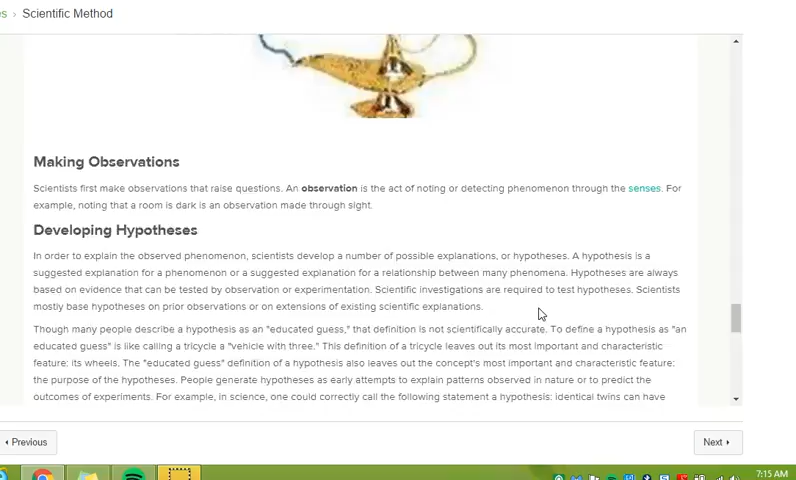 es › Scientific Method
Making Observations
Scientists first make observations that raise questions. An observation is the act of noting or detecting phenomenon through the senses. For
example, noting that a room is dark is an observation made through sight.
Developing Hypotheses
In order to explain the observed phenomenon, scientists develop a number of possible explanations, or hypotheses. A hypothesis is a
suggested explanation for a phenomenon or a suggested explanation for a relationship between many phenomena. Hypotheses are always
based on evidence that can be tested by observation or experimentation. Scientific investigations are required to test hypotheses. Scientists
mostly base hypotheses on prior observations or on extensions of existing scientific explanations.
Though many people describe a hypothesis as an "educated guess," that definition is not scientifically accurate. To define a hypothesis as "an
educated guess" is like calling a tricycle a "vehicle with three." This definition of a tricycle leaves out its most important and characteristic
feature: its wheels. The "educated guess" definition of a hypothesis also leaves out the concept's most important and characteristic feature:
the purpose of the hypotheses. People generate hypotheses as early attempts to explain patterns observed in nature or to predict the
outcomes of experiments. For example, in science, one could correctly call the following statement a hypothesis: identical twins can have
Previous
Next
7:15 AM